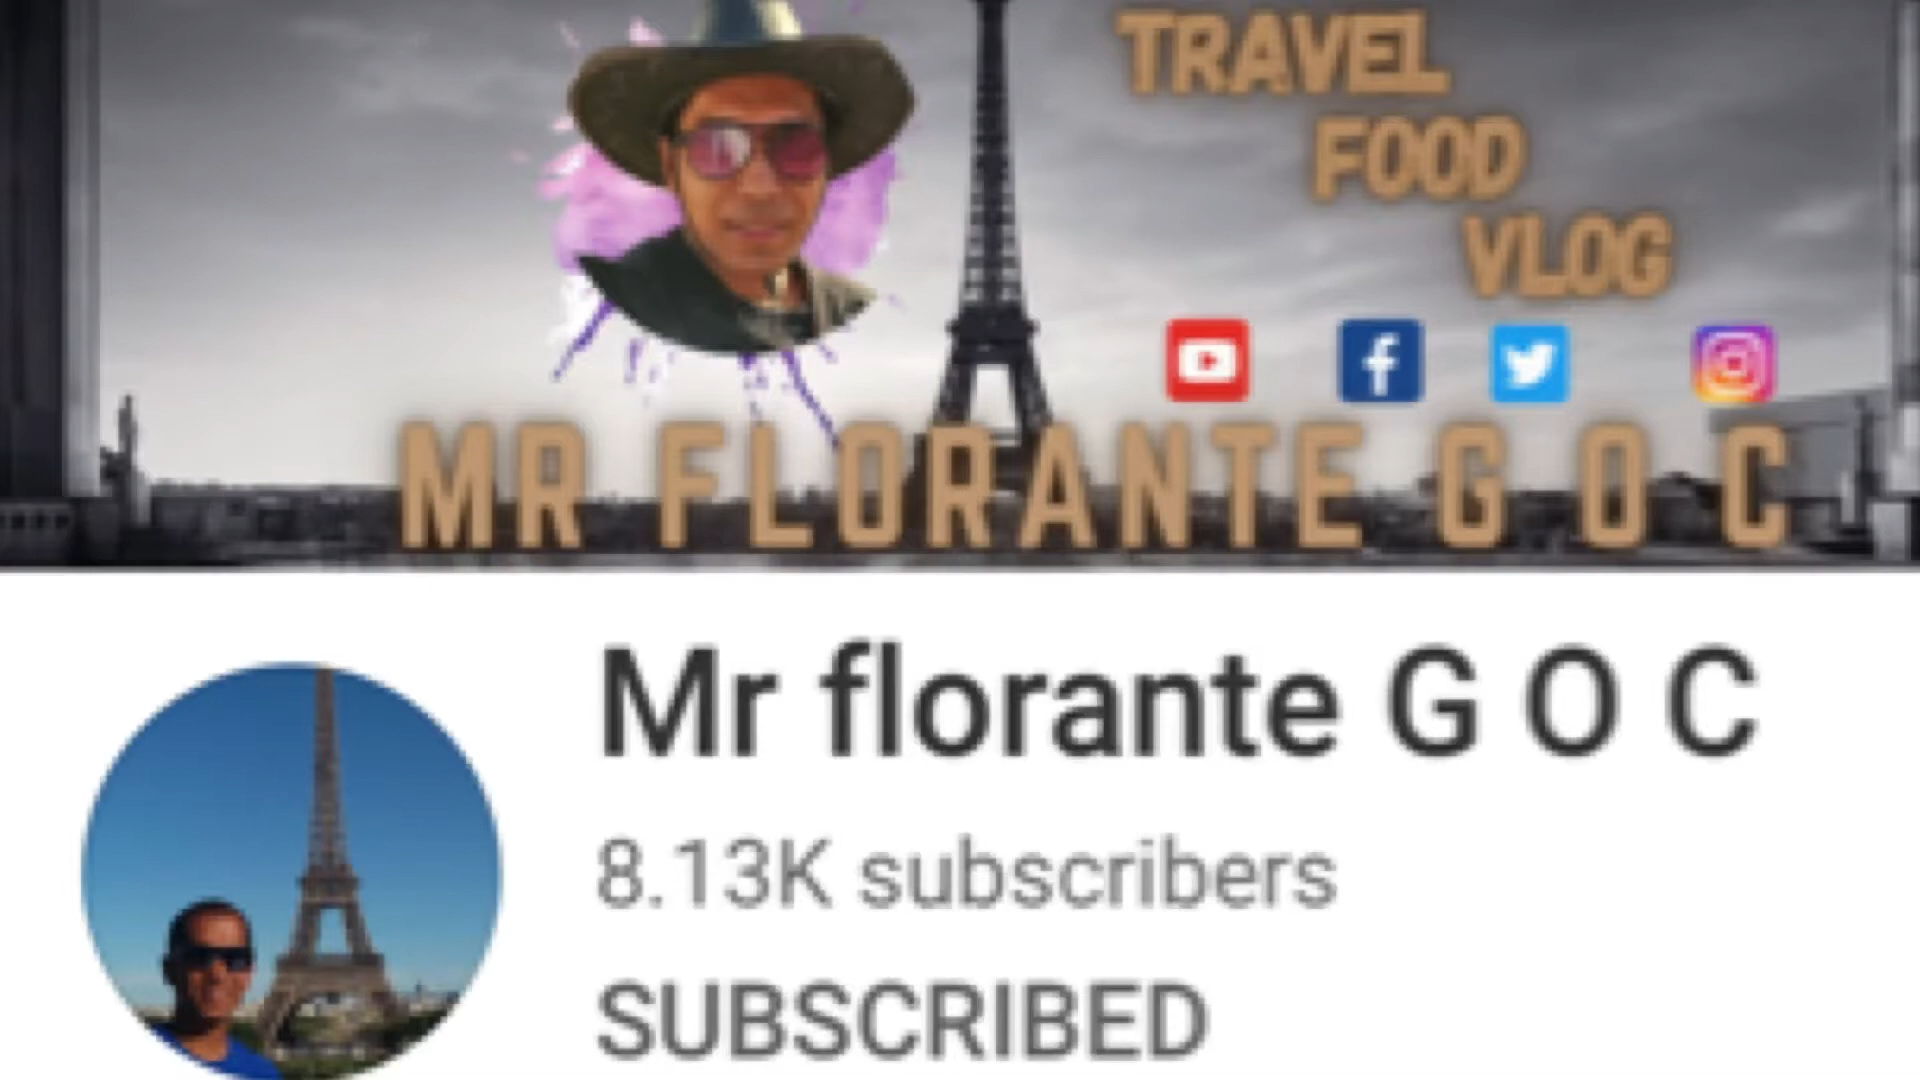 TRAVEL
FOOD
VLOG
MR FLORANTE G O C
Mr florante G O C
8.13K subscribers
SUBSCRIBED